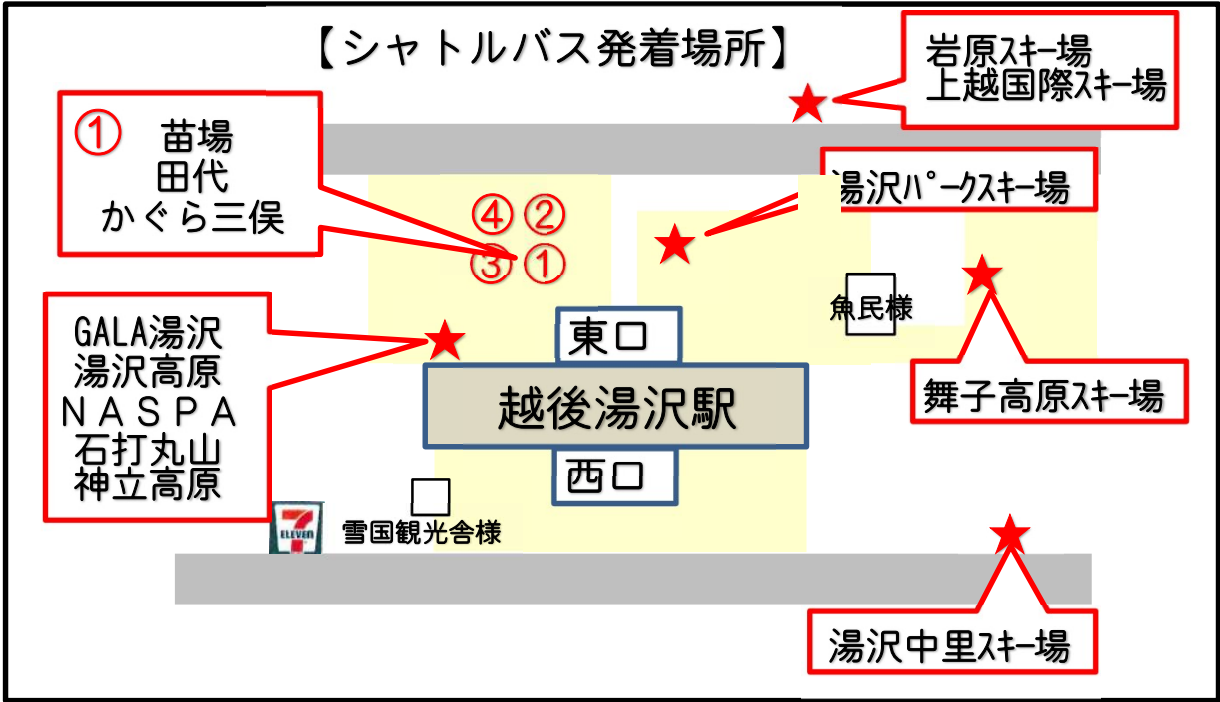 【シャトルバス発着場所】
岩原スキー場
上越国際スキー場
① 苗場
田代
かぐら三俣
湯沢パークスキー場
④ ②
③ ①
魚民様
GALA湯沢
湯沢高原
ＮＡＳＰＡ
石打丸山
神立高原
東口
越後湯沢駅
西口
舞子高原スキー場
7
ELEVEN
雪国観光舎様
湯沢中里スキー場